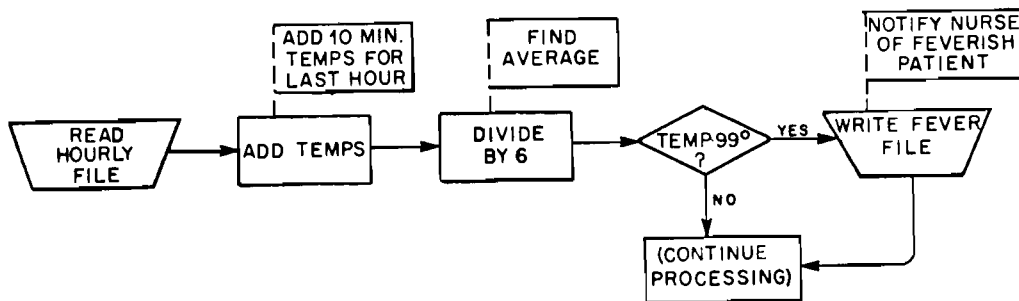 ADD 10 MIN.
TEMPS FOR
LAST HOUR
FIND
AVERAGE
NOTIFY NURSE
OF FEVERISH
PATIENT
READ
HOURLY
FILE
ADD TEMPS
DIVIDE
BY 6
TEMP-99°
?
YES
WRITE FEVER
FILE
NO
(CONTINUE
PROCESSING)